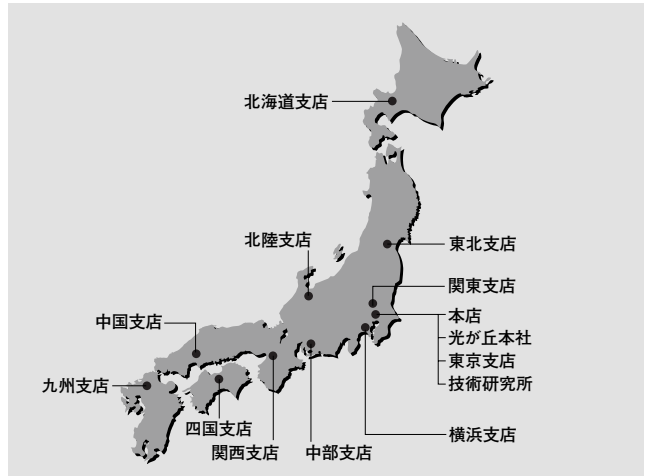 北海道支店
東北支店
北陸支店
関東支店
本店
光が丘本社
東京支店
技術研究所
中国支店
九州支店
四国支店
関西支店
中部支店
横浜支店